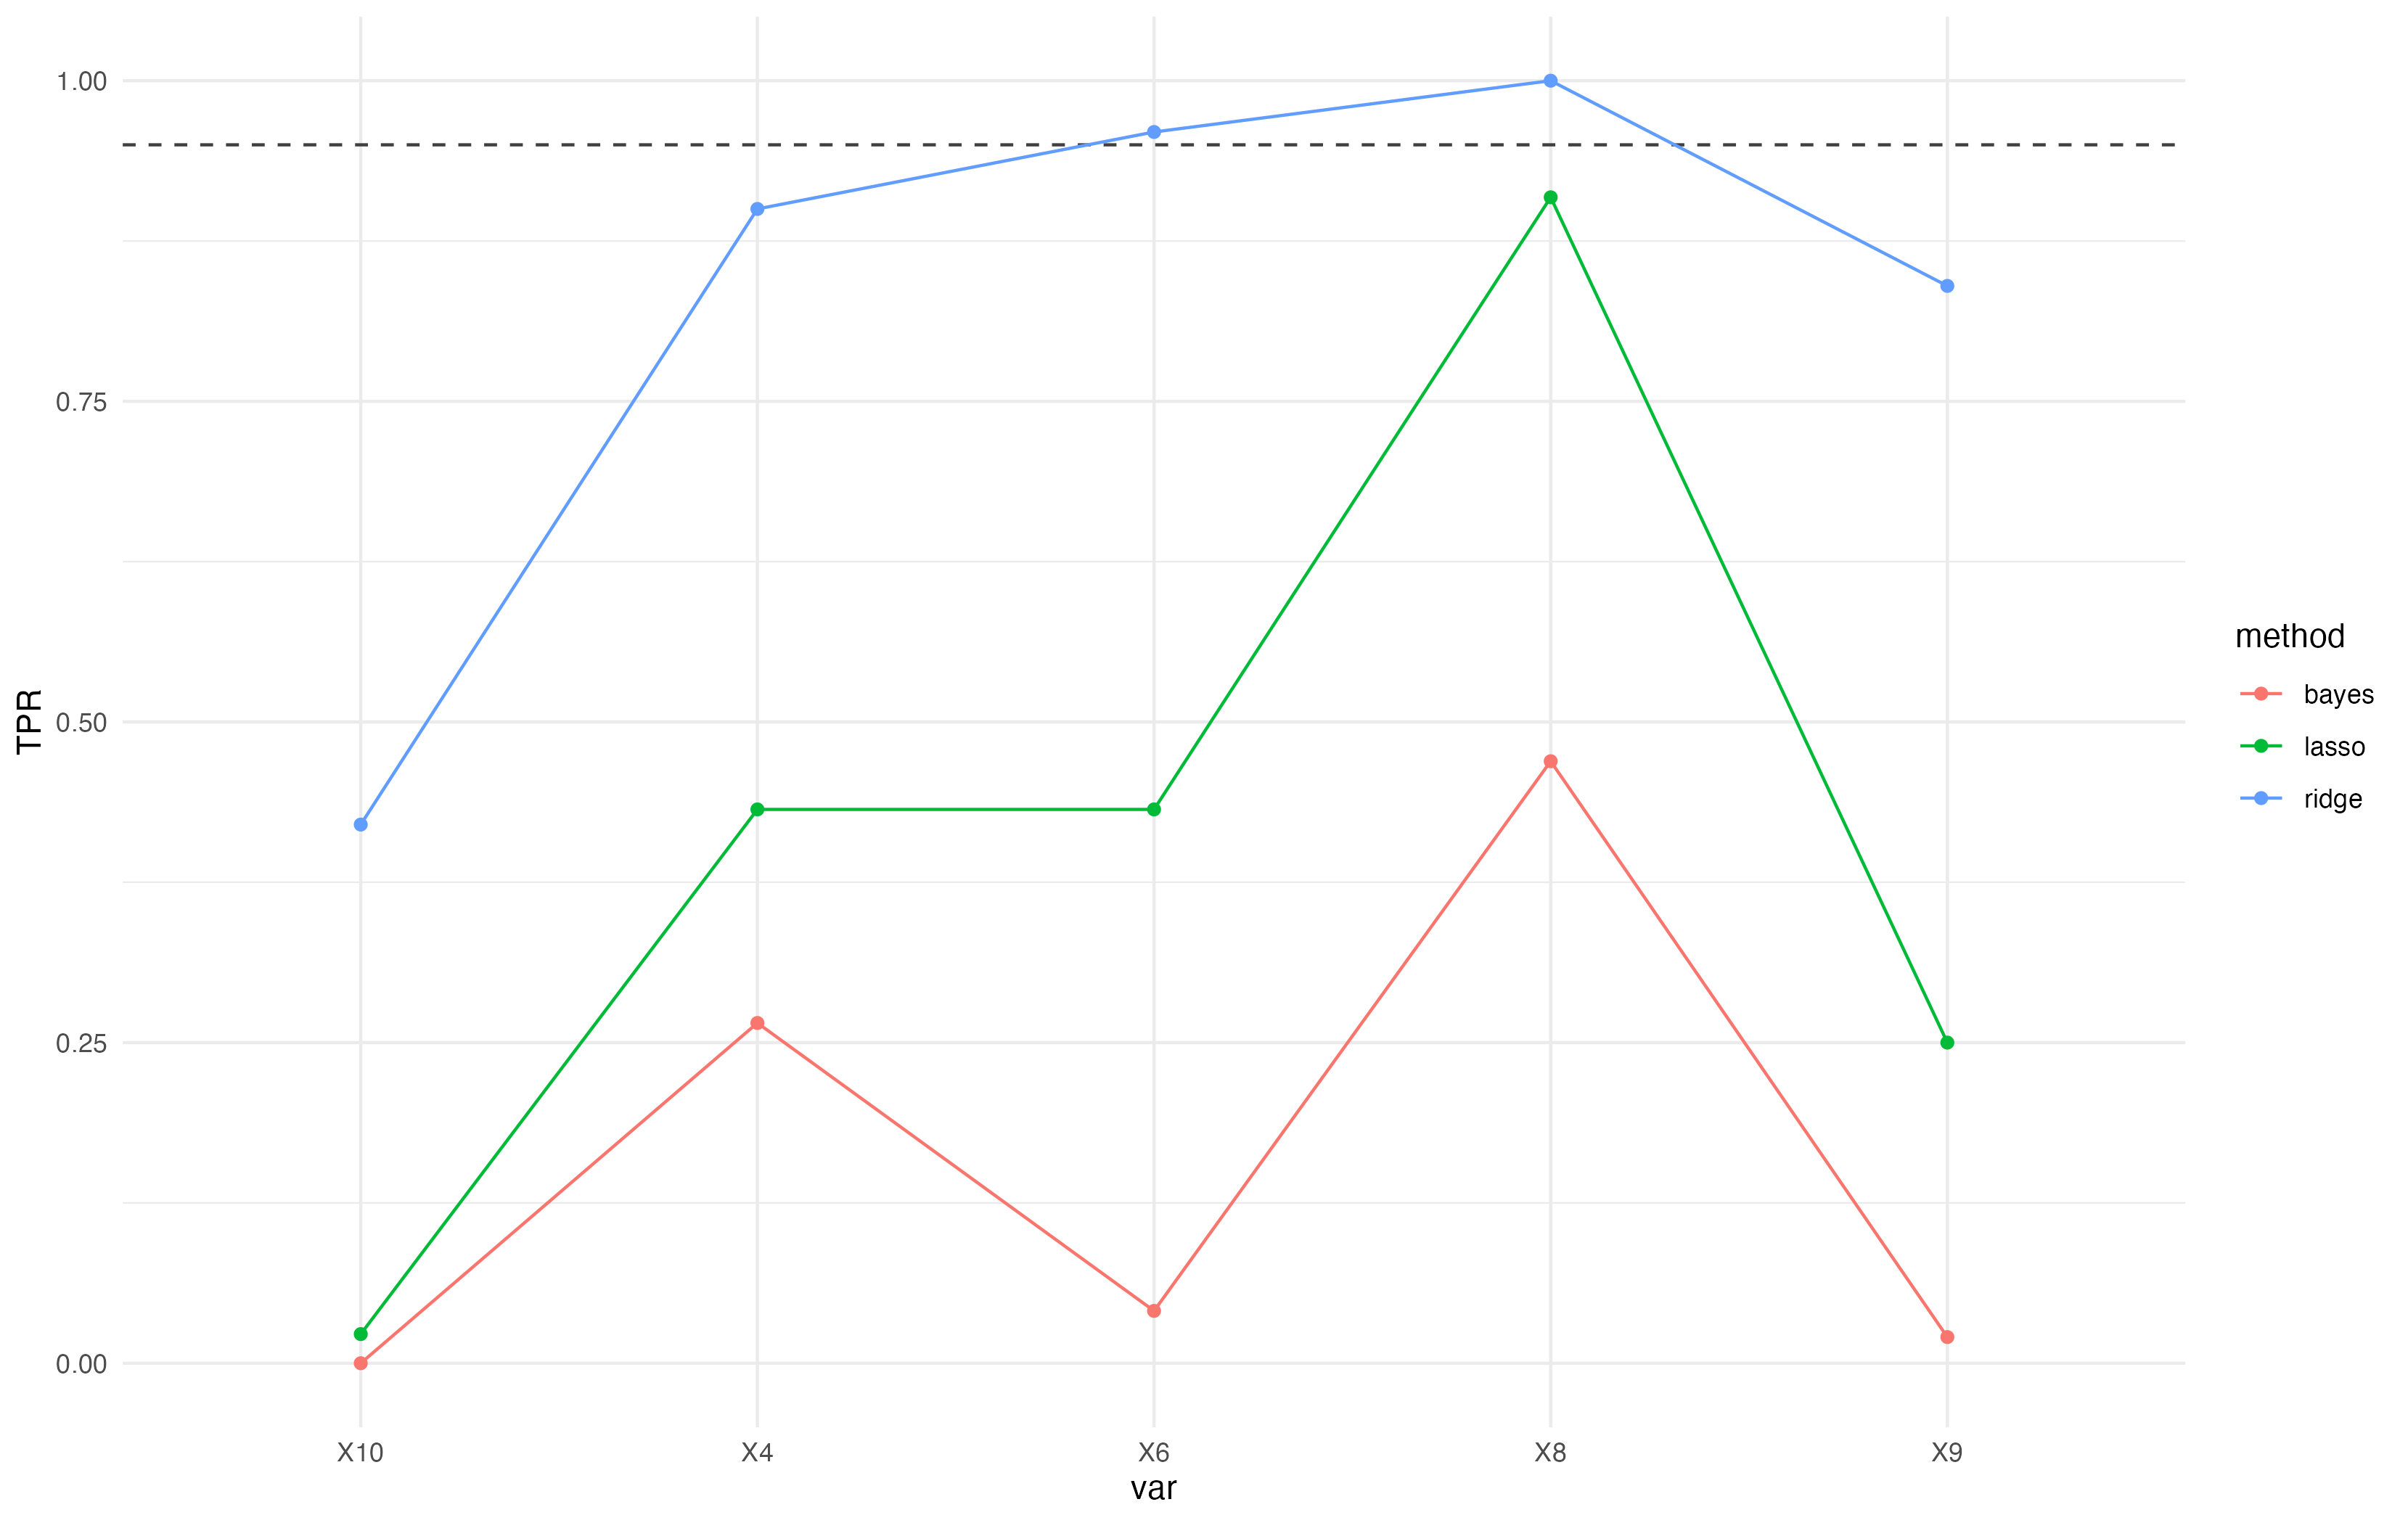 1.00
0.75
0.50
0.25
0.00
TPR
X10 X4 X6 X8 X9
var
method
bayes
lasso
ridge